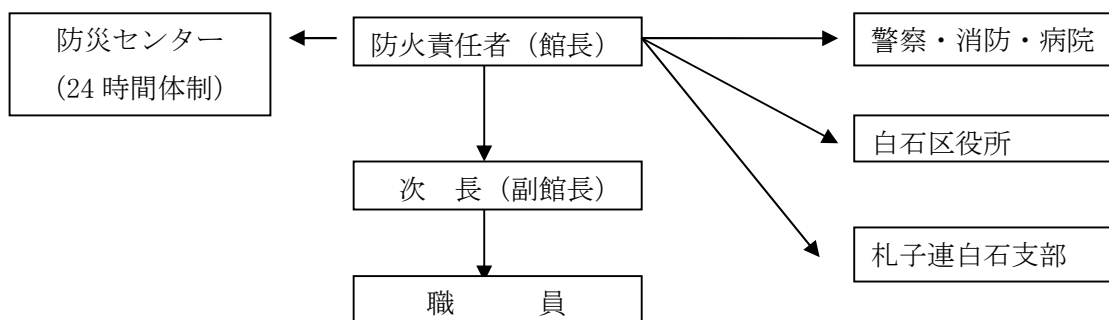 防災センター
(24 時間体制)
防火責任者（館長）
警察・消防・病院
白石区役所
次　長（副館長）
札子連白石支部
職　　　員